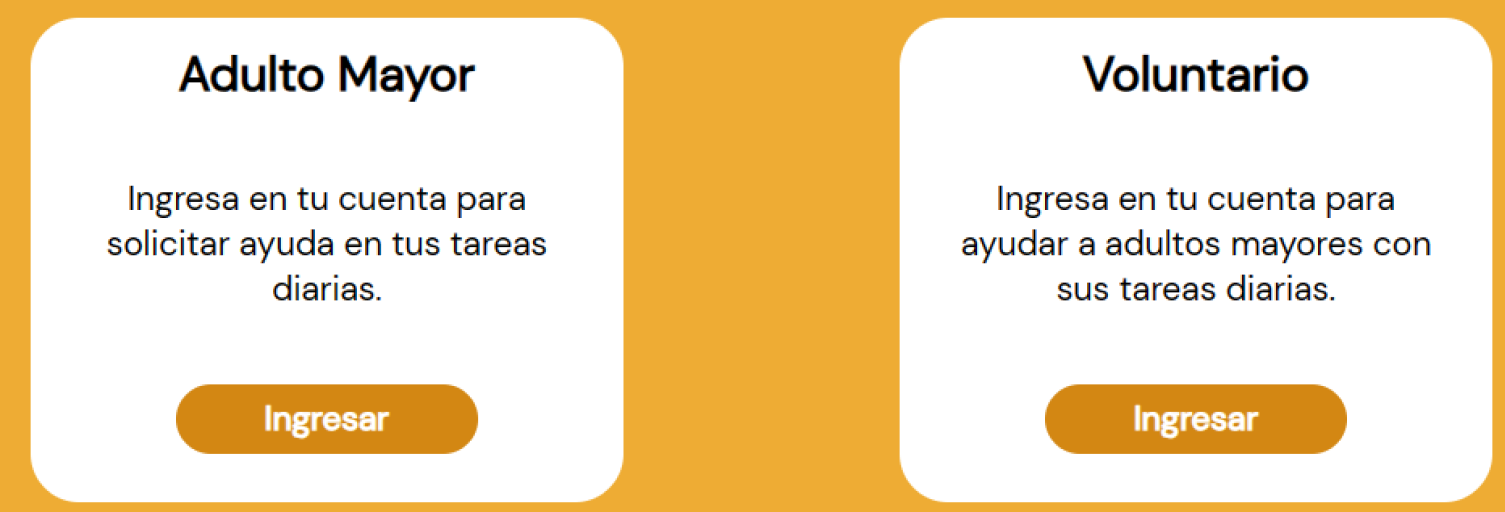 Adulto Mayor
Ingresa en tu cuenta para
solicitar ayuda en tus tareas
diarias.
Ingresar
Voluntario
Ingresa en tu cuenta para
ayudar a adultos mayores con
sus tareas diarias.
Ingresar